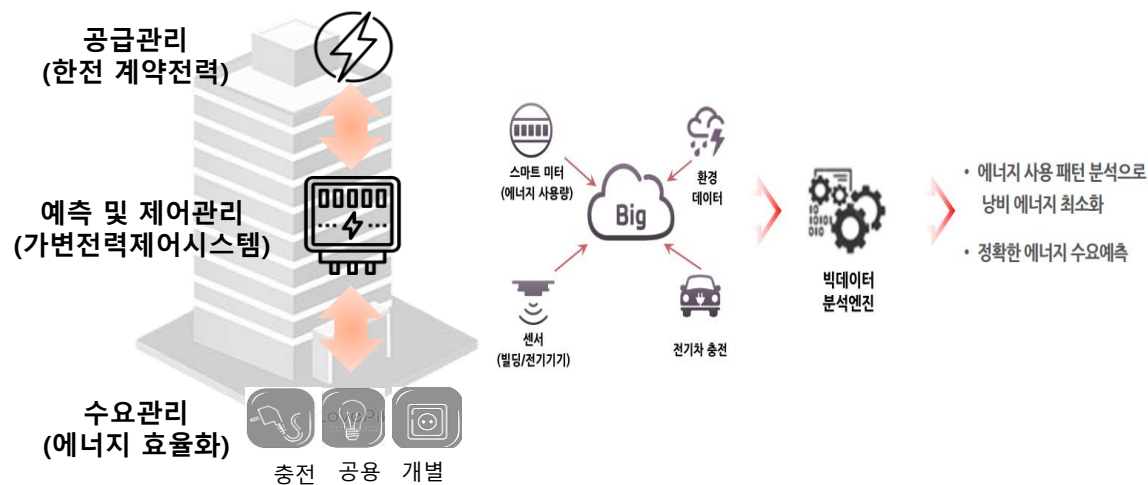 공급관리
(한전 계약전력)
예측 및 제어관리
(가변전력제어시스템)
수요관리
(에너지 효율화)
충전 공용 개별
스마트 미터
(에너지 사용량)
환경
데이터
Big
센서
(빌딩/전기기기)
전기차 충전
빅데이터
분석엔진
• 에너지 사용 패턴 분석으로
낭비 에너지 최소화
• 정확한 에너지 수요예측